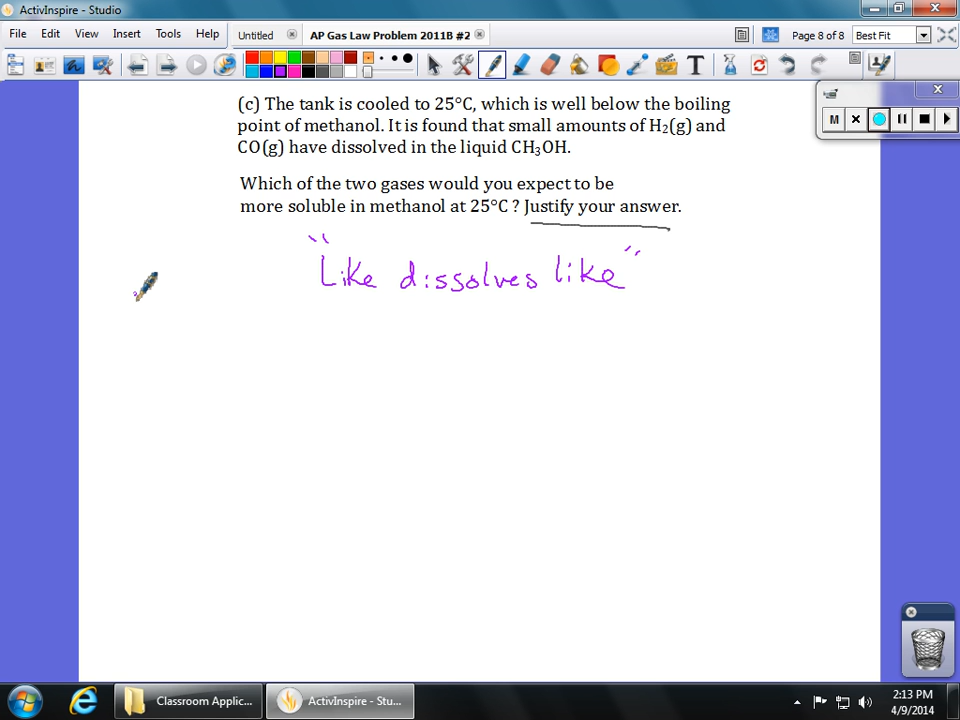 ActivInspire - Studio
File Edit View Insert Tools Help Untitled AP Gas Law Problem 2011B #2 Page 8 of 8 Best Fit
(c) The tank is cooled to 25°C, which is well below the boiling
point of methanol. It is found that small amounts of H₂(g) and
CO(g) have dissolved in the liquid CH₃OH.
Which of the two gases would you expect to be
more soluble in methanol at 25°C ? Justify your answer.
"Like dissolves like"
M
Classroom Applic... ActivInspire - Stu... 2:13 PM
4/9/2014